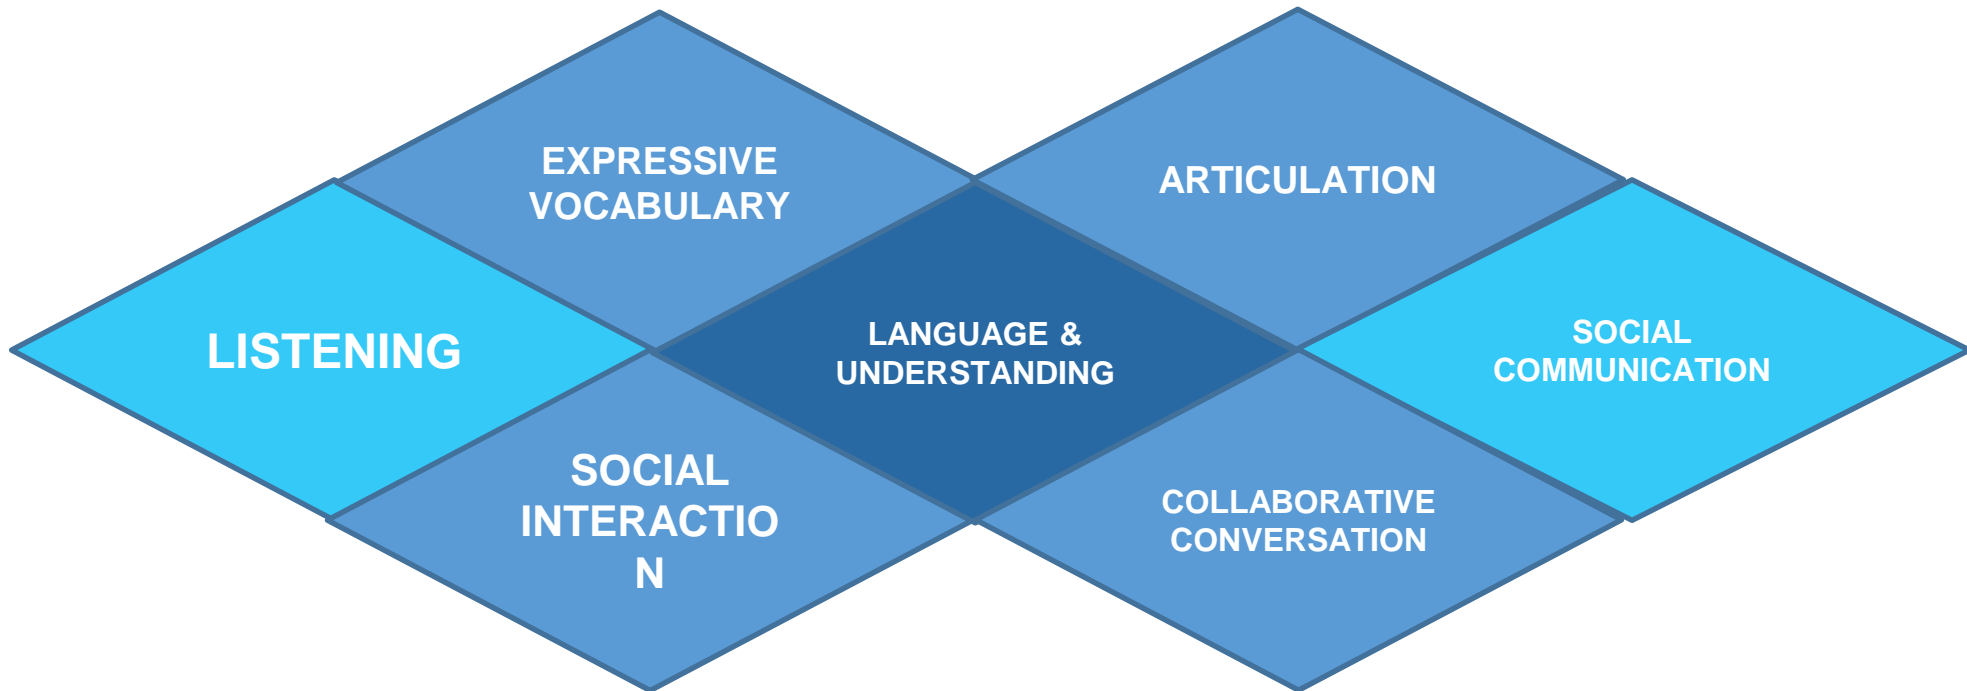 EXPRESSIVE
VOCABULARY
ARTICULATION
LISTENING
LANGUAGE &
UNDERSTANDING
SOCIAL
COMMUNICATION
SOCIAL
INTERACTIO
N
COLLABORATIVE
CONVERSATION